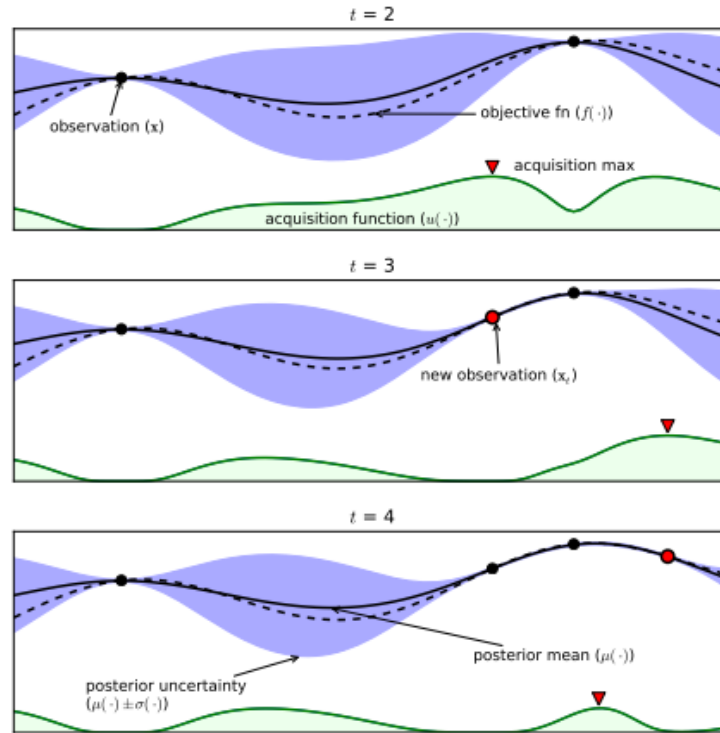 t = 2
observation (x)
objective fn (f(·))
acquisition max
acquisition function (u(·))
t = 3
new observation (xₜ)
t = 4
posterior mean (μ(·))
posterior uncertainty
(μ(·) ±σ(·))